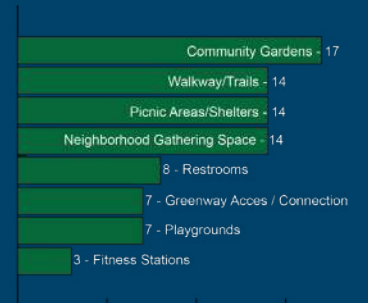 Community Gardens - 17
Walkway/Trails - 14
Picnic Areas/Shelters - 14
Neighborhood Gathering Space - 14
8 - Restrooms
7 - Greenway Acces / Connection
7 - Playgrounds
3 - Fitness Stations